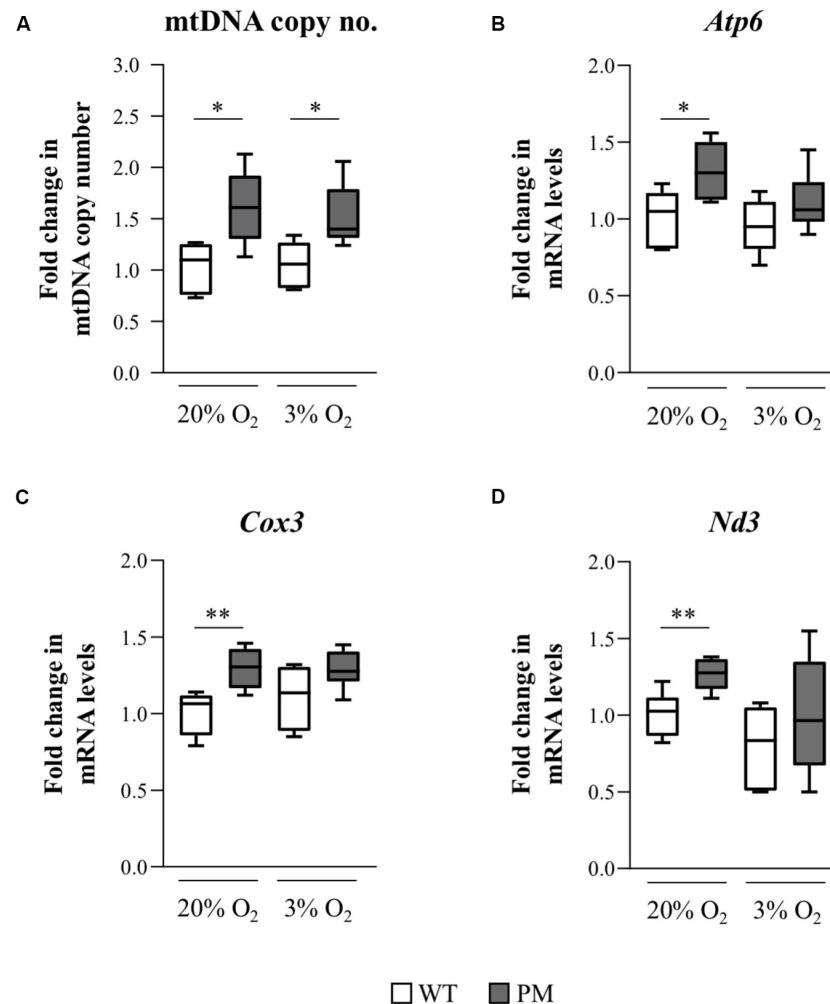 A
mtDNA copy no.
Fold change in
mtDNA copy number
3.0
2.5
2.0
1.5
1.0
0.5
0.0
*
*
20% O₂
3% O₂
B
Atp6
Fold change in
mRNA levels
2.0
1.5
1.0
0.5
0.0
*
20% O₂
3% O₂
C
Cox3
Fold change in
mRNA levels
2.0
1.5
1.0
0.5
0.0
**
20% O₂
3% O₂
D
Nd3
Fold change in
mRNA levels
2.0
1.5
1.0
0.5
0.0
**
20% O₂
3% O₂
WT
PM